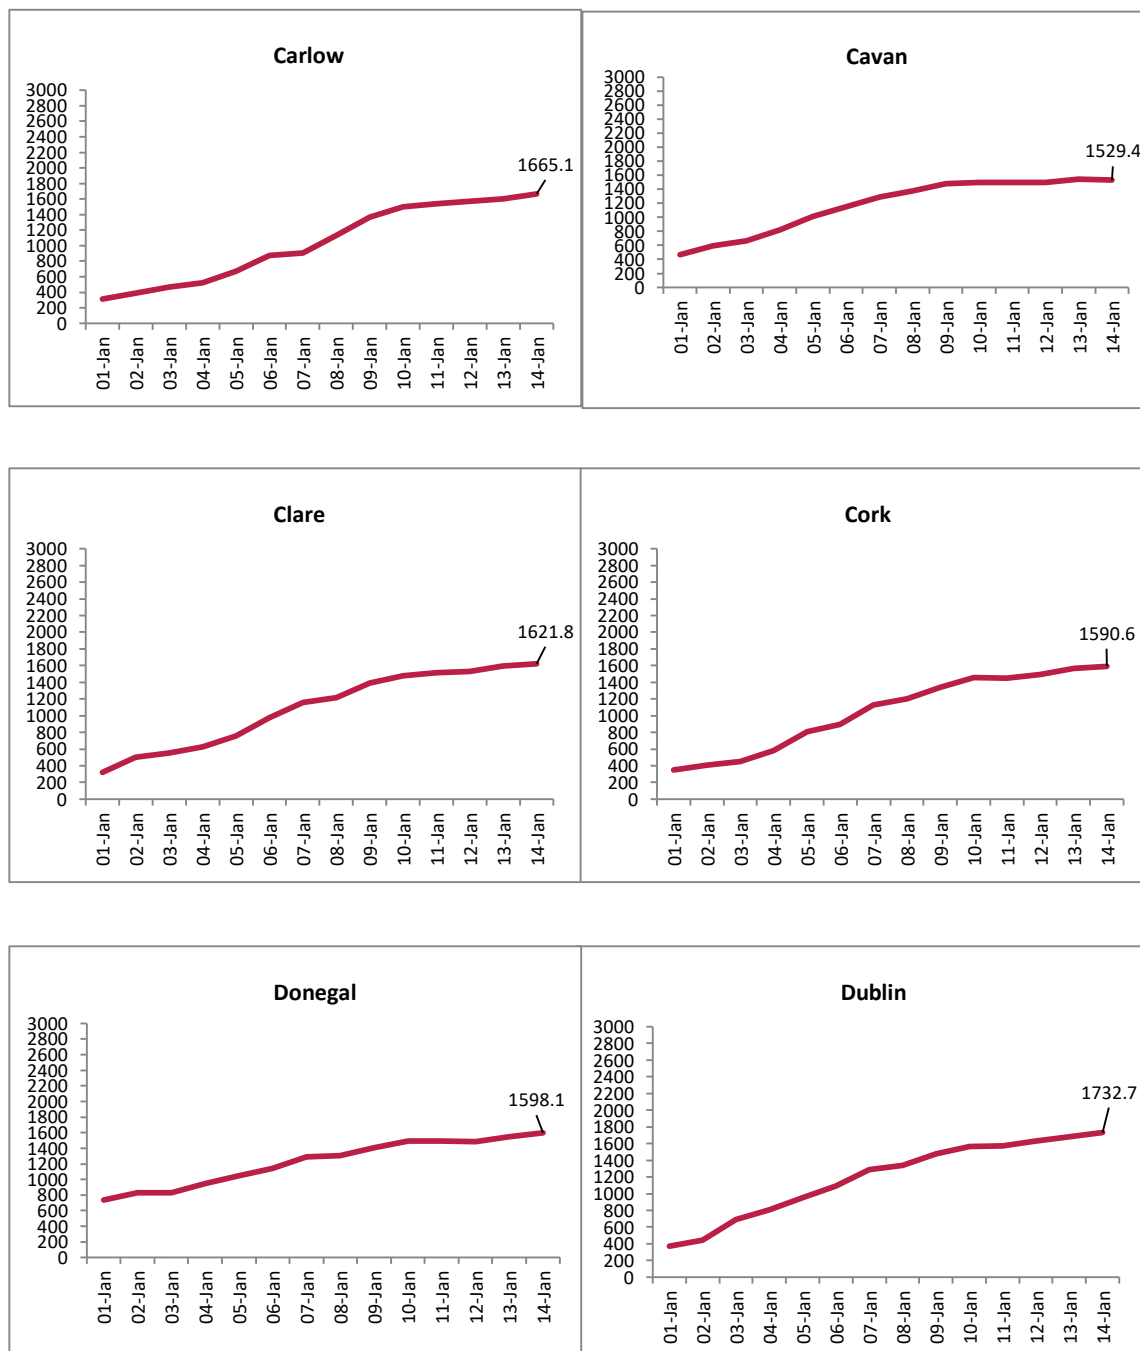 Carlow
3000
2800
2600
2400
2200
2000
1800
1600
1400
1200
1000
800
600
400
200
0
1665.1
01-Jan
02-Jan
03-Jan
04-Jan
05-Jan
06-Jan
07-Jan
08-Jan
09-Jan
10-Jan
11-Jan
12-Jan
13-Jan
14-Jan
Cavan
3000
2800
2600
2400
2200
2000
1800
1600
1400
1200
1000
800
600
400
200
0
1529.4
01-Jan
02-Jan
03-Jan
04-Jan
05-Jan
06-Jan
07-Jan
08-Jan
09-Jan
10-Jan
11-Jan
12-Jan
13-Jan
14-Jan
Clare
3000
2800
2600
2400
2200
2000
1800
1600
1400
1200
1000
800
600
400
200
0
1621.8
01-Jan
02-Jan
03-Jan
04-Jan
05-Jan
06-Jan
07-Jan
08-Jan
09-Jan
10-Jan
11-Jan
12-Jan
13-Jan
14-Jan
Cork
3000
2800
2600
2400
2200
2000
1800
1600
1400
1200
1000
800
600
400
200
0
1590.6
01-Jan
02-Jan
03-Jan
04-Jan
05-Jan
06-Jan
07-Jan
08-Jan
09-Jan
10-Jan
11-Jan
12-Jan
13-Jan
14-Jan
Donegal
3000
2800
2600
2400
2200
2000
1800
1600
1400
1200
1000
800
600
400
200
0
1598.1
01-Jan
02-Jan
03-Jan
04-Jan
05-Jan
06-Jan
07-Jan
08-Jan
09-Jan
10-Jan
11-Jan
12-Jan
13-Jan
14-Jan
Dublin
3000
2800
2600
2400
2200
2000
1800
1600
1400
1200
1000
800
600
400
200
0
1732.7
01-Jan
02-Jan
03-Jan
04-Jan
05-Jan
06-Jan
07-Jan
08-Jan
09-Jan
10-Jan
11-Jan
12-Jan
13-Jan
14-Jan